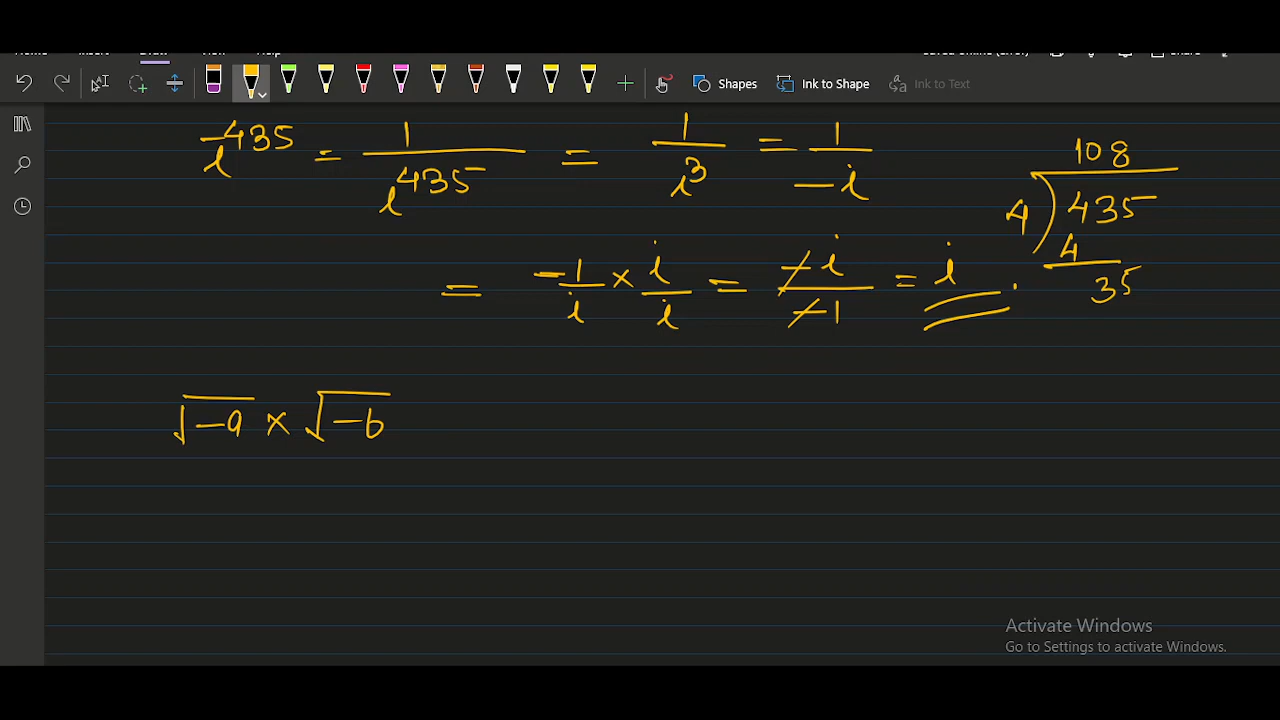 Shapes Ink to Shape Ink to Text
i^-435 = 1/i^435 = 1/i^3 = 1/-i
108
4)435
4
35
= -1/i × i/i = -i/-1 = i.
√-a × √-b
Activate Windows
Go to Settings to activate Windows.